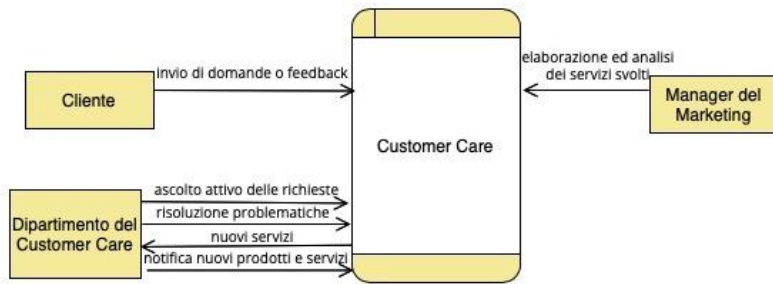 invio di domande o feedback
Cliente
elaborazione ed analisi
dei servizi svolti
Manager del
Marketing
Customer Care
Dipartimento del
Customer Care
ascolto attivo delle richieste
risoluzione problematiche
nuovi servizi
notifica nuovi prodotti e servizi